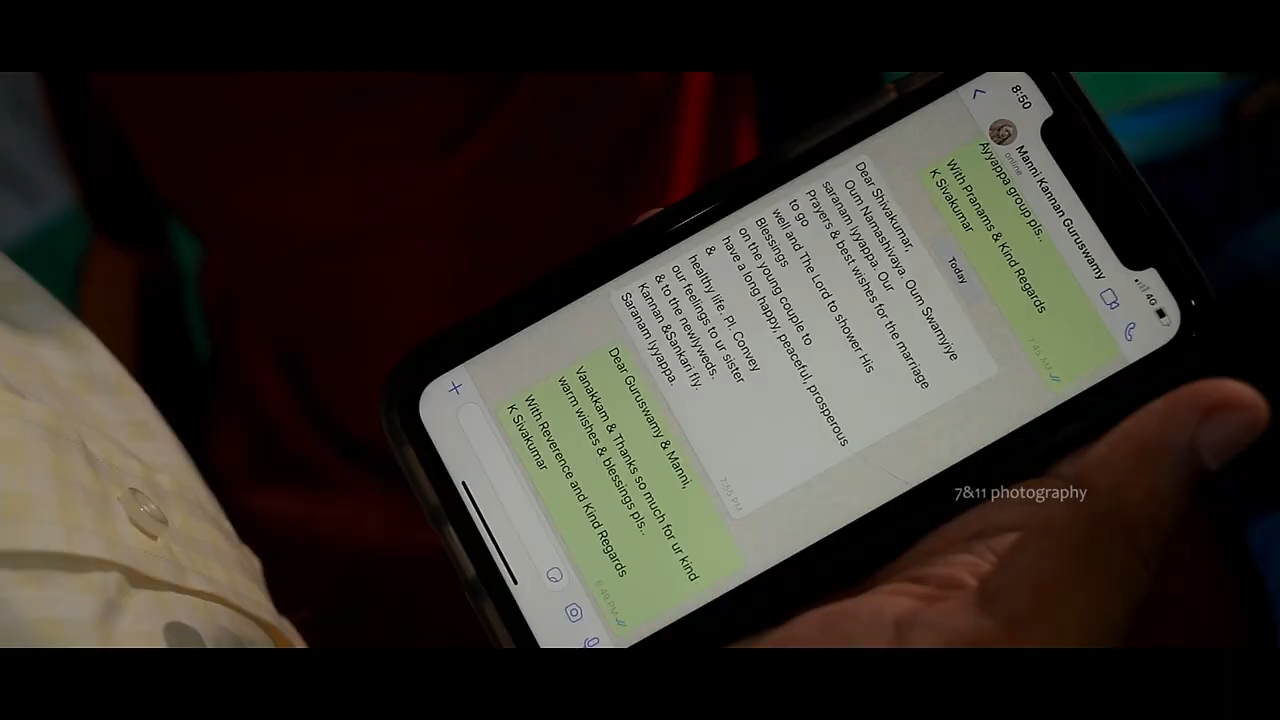 8:50
4G
Manni Kannan Guruswamy
online
Ayyappa group pls..
With Pranams & Kind Regards
K Sivakumar
7:45 AM
Today
Dear Shivakumar,
Oum Namashivaya. Oum Swamyiye
saranam Iyyappa. Our
Prayers & best wishes for the marriage
to go
well and The Lord to shower His
Blessings
on the young couple to
have a long happy, peaceful, prosperous
&
healthy life. Pl. Convey
our feelings to ur sister
& to the newlyweds.
Kannan &Sankari fly.
Saranam Iyyappa.
7:55 PM
Dear Guruswamy & Manni,
Vanakkam & Thanks so much for ur kind
warm wishes & blessings pls..
With Reverence and Kind Regards
K Sivakumar
8:49 PM
7&11 photography